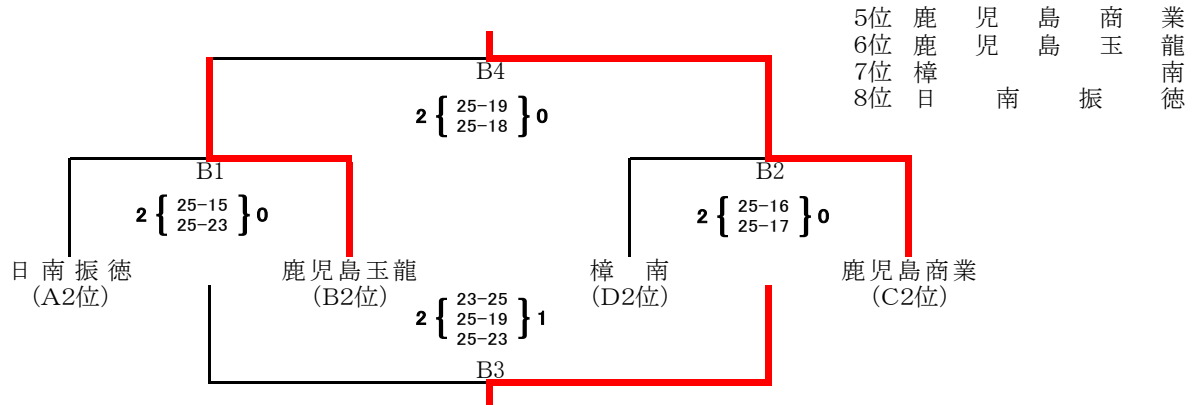 5位 鹿児島商業
6位 鹿児島玉龍
7位 樟南
8位 日南振徳
B4
2 { 25-19 } 0
25-18
B1
B2
2 { 25-15 } 0
25-23
2 { 25-16 } 0
25-17
日南振徳
(A2位)
鹿児島玉龍
(B2位)
樟南
(D2位)
鹿児島商業
(C2位)
23-25
2 { 25-19 } 1
25-23
B3